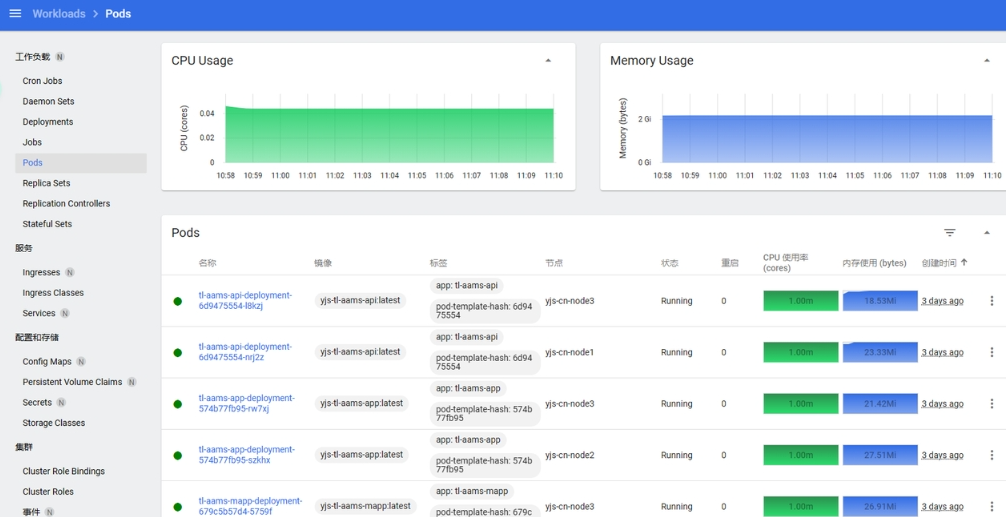 Workloads > Pods
工作负载 N
Cron Jobs
Daemon Sets
Deployments
Jobs
Pods
Replica Sets
Replication Controllers
Stateful Sets
服务
Ingresses N
Ingress Classes
Services N
配置和存储
Config Maps N
Persistent Volume Claims N
Secrets N
Storage Classes
集群
Cluster Role Bindings
Cluster Roles
事件 N
CPU Usage
CPU (cores)
0.04
0.02
0
10:58 10:59 11:00 11:01 11:02 11:03 11:04 11:05 11:06 11:07 11:08 11:09 11:10
Memory Usage
Memory (bytes)
2 Gi
0 Gi
10:58 10:59 11:00 11:01 11:02 11:03 11:04 11:05 11:06 11:07 11:08 11:09 11:10
Pods
名称 镜像 标签 节点 状态 重启 CPU 使用率 (cores) 内存使用 (bytes) 创建时间
tl-aams-api-deployment-
6d9475554-l8kzj
yjs-tl-aams-api:latest
app: tl-aams-api
pod-template-hash: 6d94
75554
yjs-cn-node3 Running 0 1.00m 18.53Mi 3 days ago
tl-aams-api-deployment-
6d9475554-nrj2z
yjs-tl-aams-api:latest
app: tl-aams-api
pod-template-hash: 6d94
75554
yjs-cn-node1 Running 0 1.00m 23.33Mi 3 days ago
tl-aams-app-deployment-
574b77fb95-rw7xj
yjs-tl-aams-app:latest
app: tl-aams-app
pod-template-hash: 574b
77fb95
yjs-cn-node3 Running 0 1.00m 21.42Mi 3 days ago
tl-aams-app-deployment-
574b77fb95-szkhx
yjs-tl-aams-app:latest
app: tl-aams-app
pod-template-hash: 574b
77fb95
yjs-cn-node2 Running 0 1.00m 27.51Mi 3 days ago
tl-aams-mapp-deployment-
679c5b57d4-5759f
yjs-tl-aams-mapp:latest
app: tl-aams-mapp
pod-template-hash: 679c
yjs-cn-node3 Running 0 1.00m 26.91Mi 3 days ago